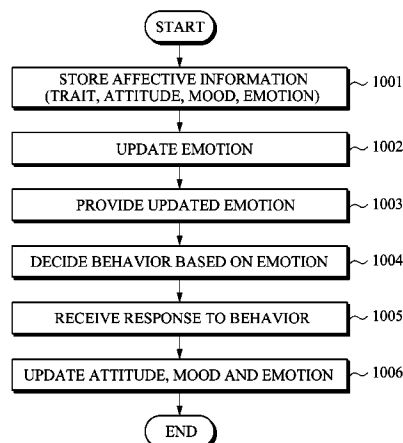 START
STORE AFFECTIVE INFORMATION
(TRAIT, ATTITUDE, MOOD, EMOTION)
1001
UPDATE EMOTION
1002
PROVIDE UPDATED EMOTION
1003
DECIDE BEHAVIOR BASED ON EMOTION
1004
RECEIVE RESPONSE TO BEHAVIOR
1005
UPDATE ATTITUDE, MOOD AND EMOTION
1006
END